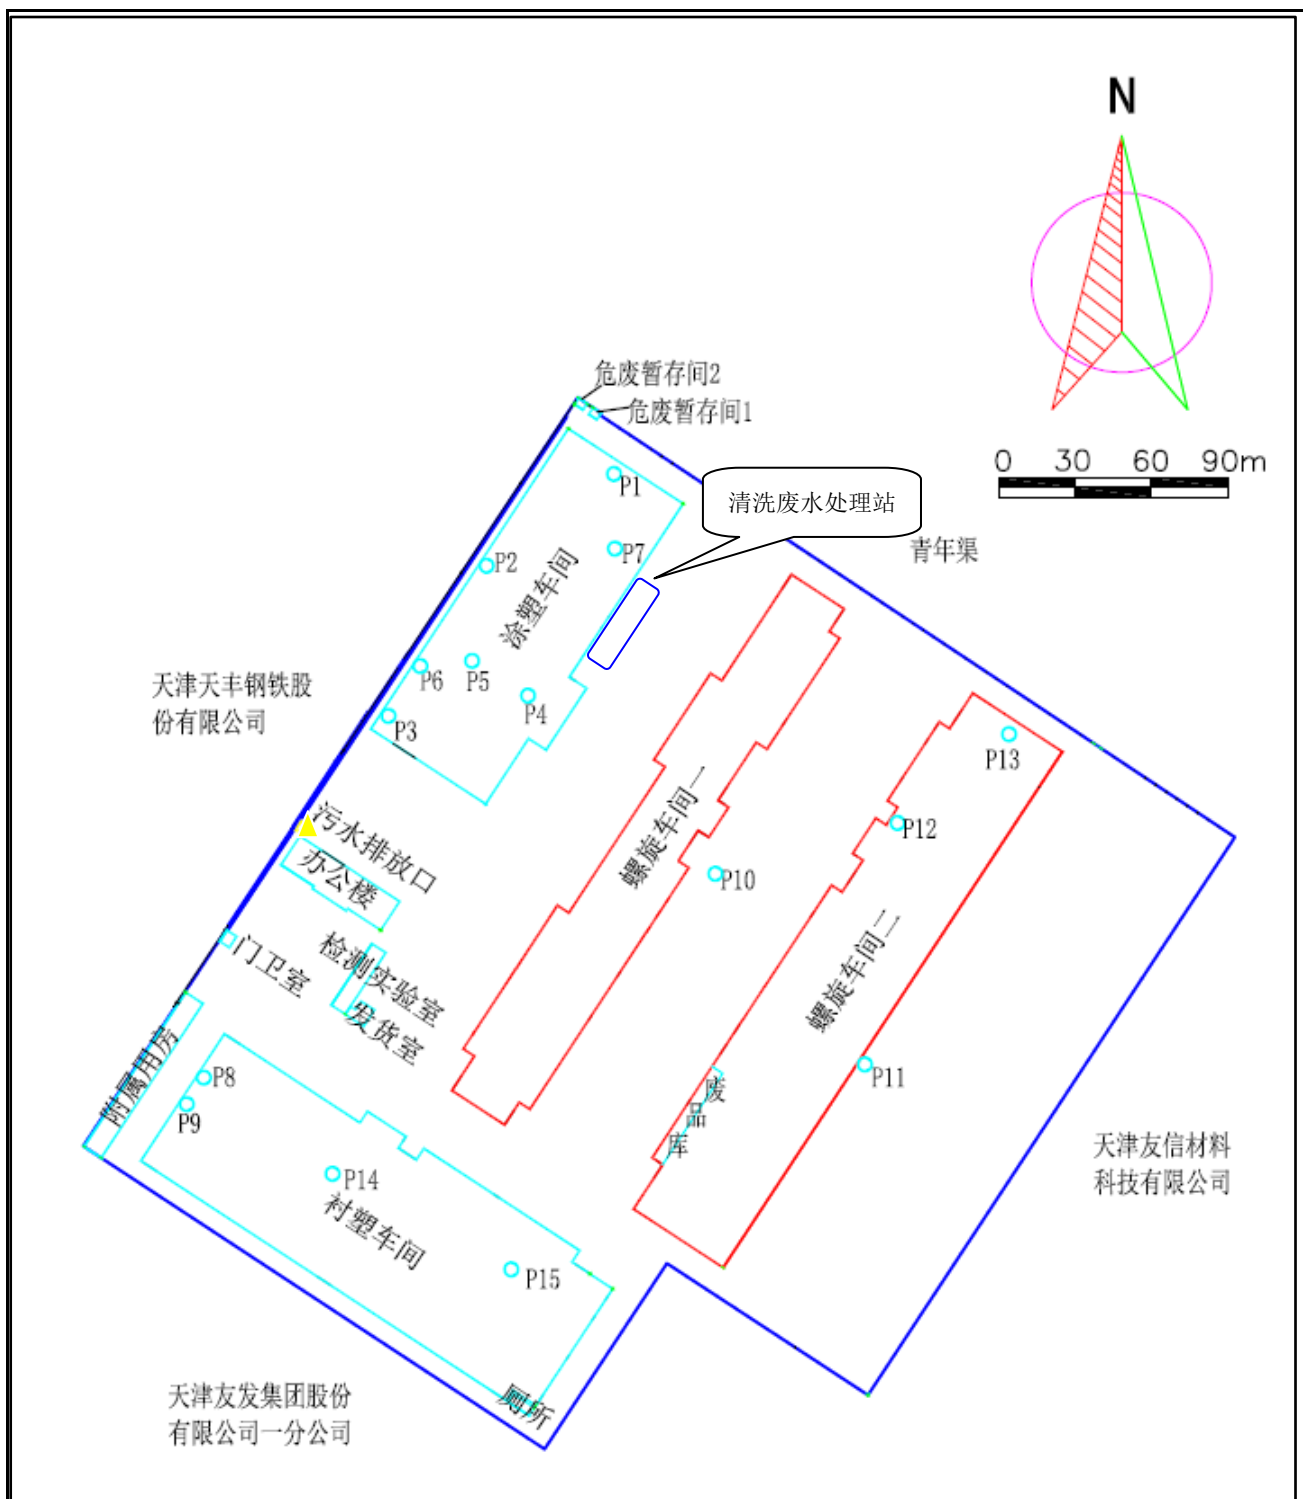 N
危废暂存间2
危废暂存间1
0 30 60 90m
P1
清洗废水处理站
青年渠
P7
P2
涂塑车间
P6
P5
P4
P3
天津天丰钢铁股
份有限公司
P13
螺旋车间一
P12
污水排放口
办公楼
P10
门卫室
检测实验室
发货室
螺旋车间二
附属用房
P8
P9
P11
废
品
库
天津友信材料
科技有限公司
P14
衬塑车间
P15
天津友发集团股份
有限公司一分公司
厕所